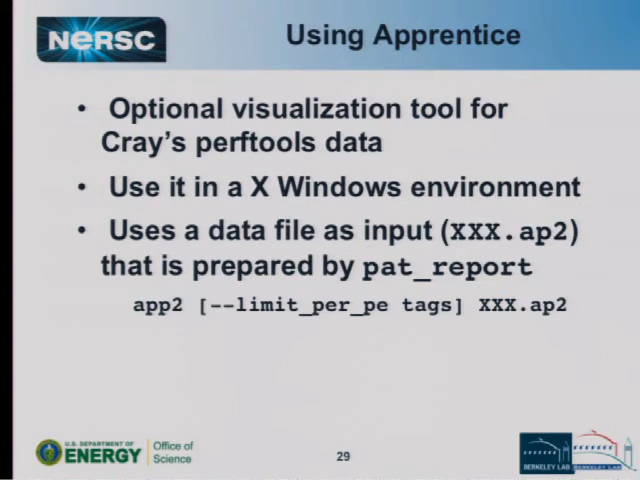 NERSC
Using Apprentice
• Optional visualization tool for
Cray's perftools data
• Use it in a X Windows environment
• Uses a data file as input (XXX.ap2)
that is prepared by pat_report
app2 [--limit_per_pe tags] XXX.ap2
U.S. DEPARTMENT OF
ENERGY
Office of
Science
29
BERKELEY LAB
BERKELEY LAB